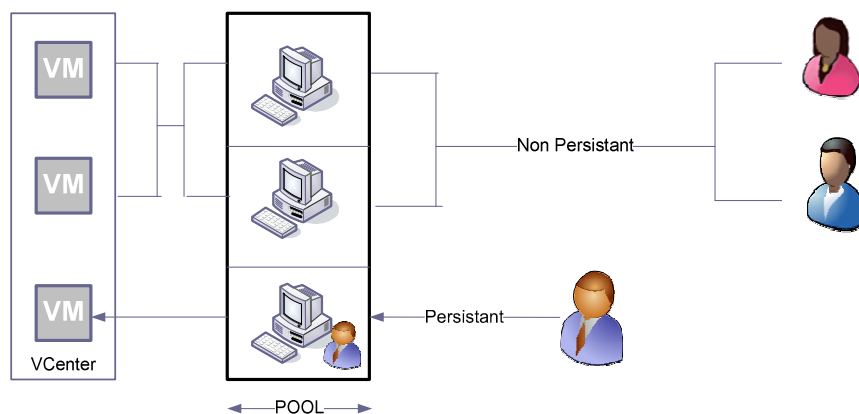 VM
VM
Non Persistant
VM
Persistant
VCenter
POOL